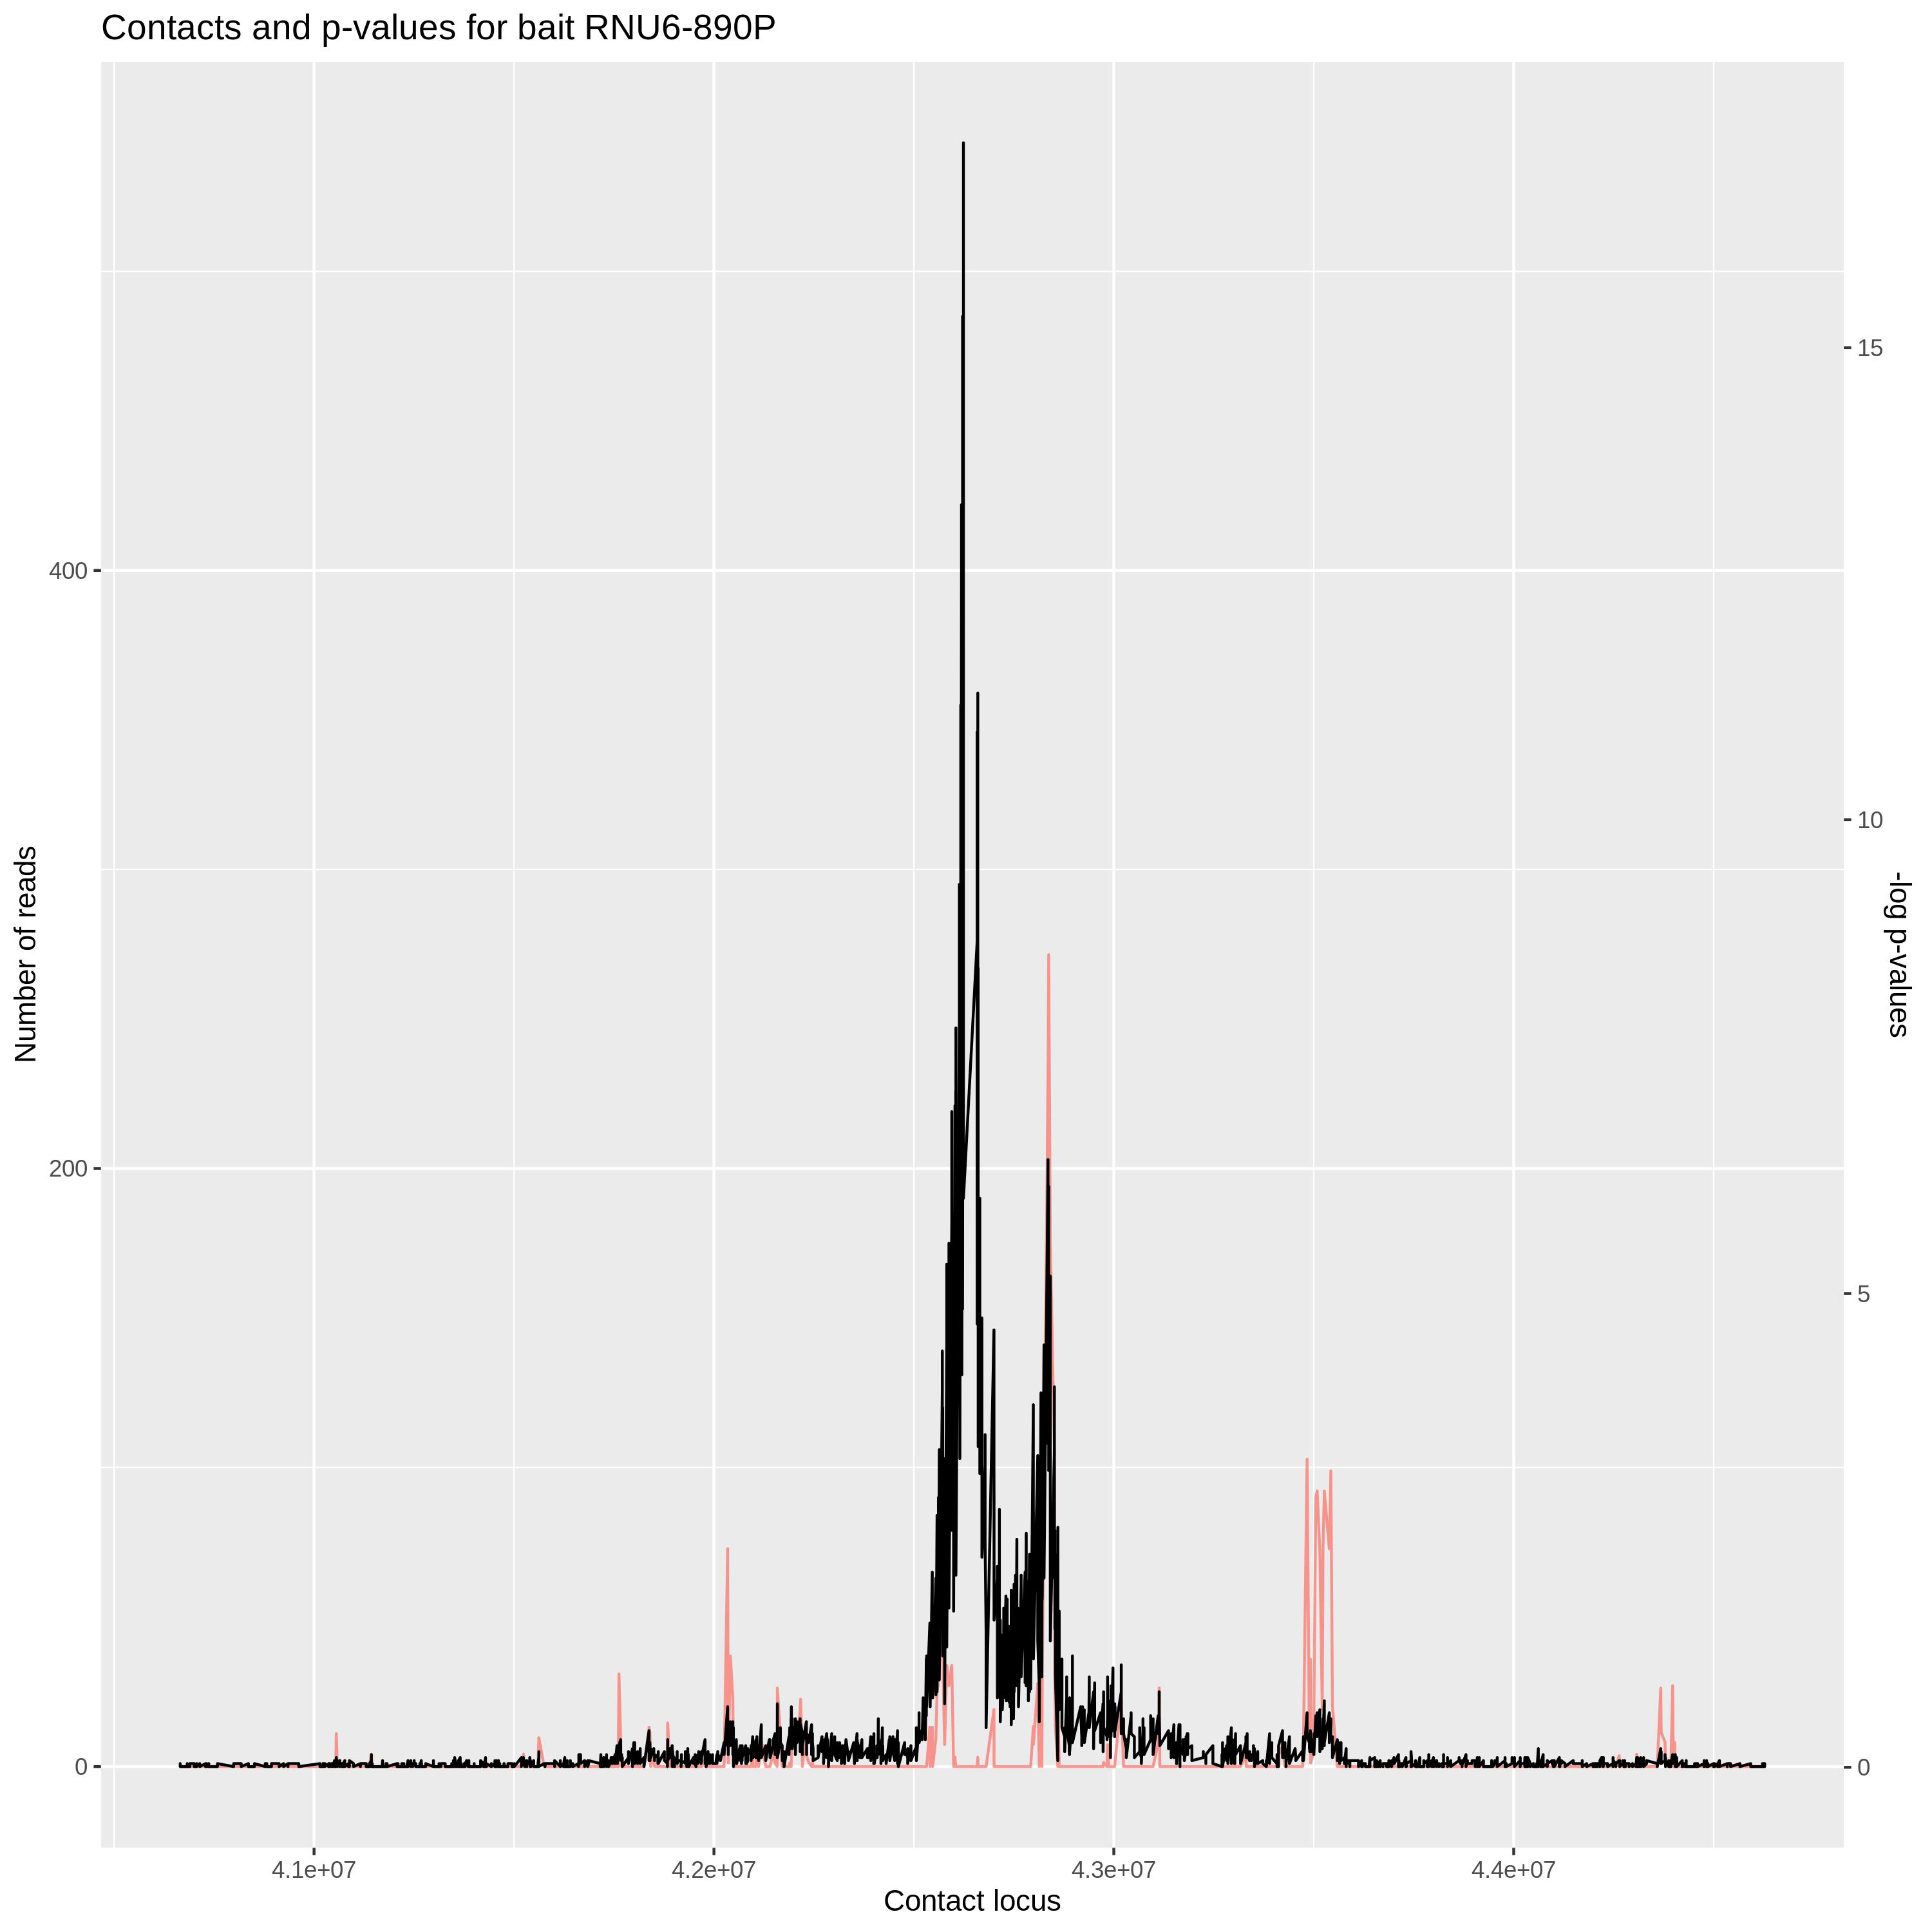 Contacts and p-values for bait RNU6-890P
15
400
10
Number of reads
-log p-values
200
5
0
0
4.1e+07
4.2e+07
4.3e+07
4.4e+07
Contact locus